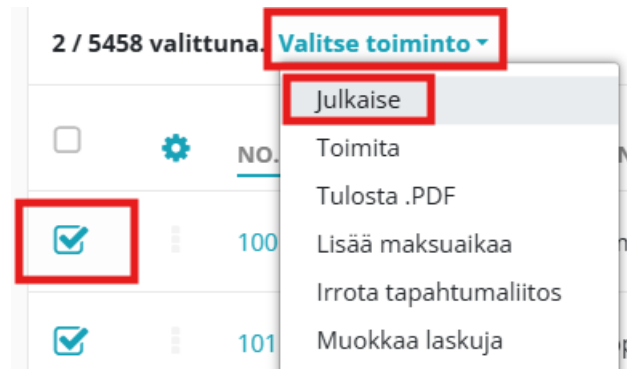 2 / 5458 valittuna. Valitse toiminto
Julkaise
NO.
Toimita
Tulosta .PDF
100
Lisää maksuaikaa
Irrota tapahtumaliitos
101
Muokkaa laskuja